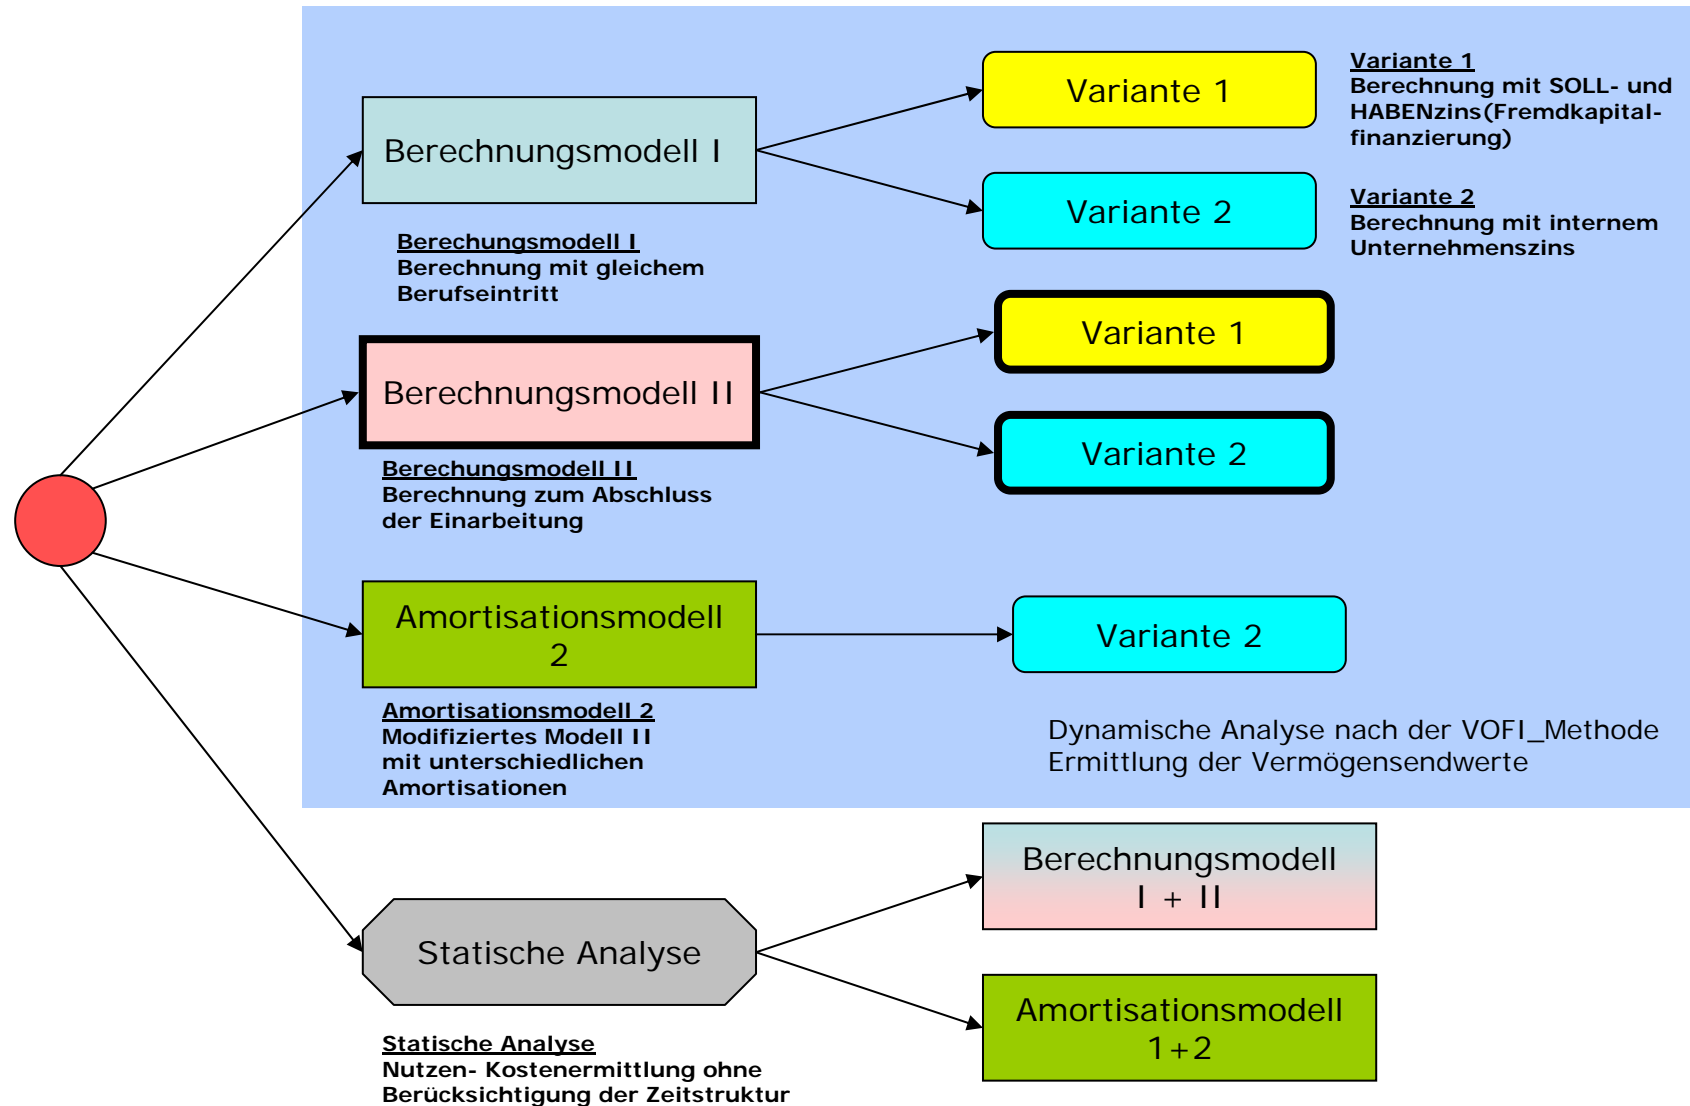 Berechnungsmodell I
Variante 1
Variante 1
Berechnung mit SOLL- und
HABENzins(Fremdkapital-
finanzierung)
Variante 2
Variante 2
Berechnung mit internem
Unternehmenszins
Berechungsmodell I
Berechnung mit gleichem
Berufseintritt
Berechnungsmodell II
Variante 1
Variante 2
Berechungsmodell II
Berechnung zum Abschluss
der Einarbeitung
Amortisationsmodell
2
Variante 2
Amortisationsmodell 2
Modifiziertes Modell II
mit unterschiedlichen
Amortisationen
Dynamische Analyse nach der VOFI_Methode
Ermittlung der Vermögensendwerte
Statische Analyse
Berechnungsmodell
I + II
Amortisationsmodell
1+2
Statische Analyse
Nutzen- Kostenermittlung ohne
Berücksichtigung der Zeitstruktur